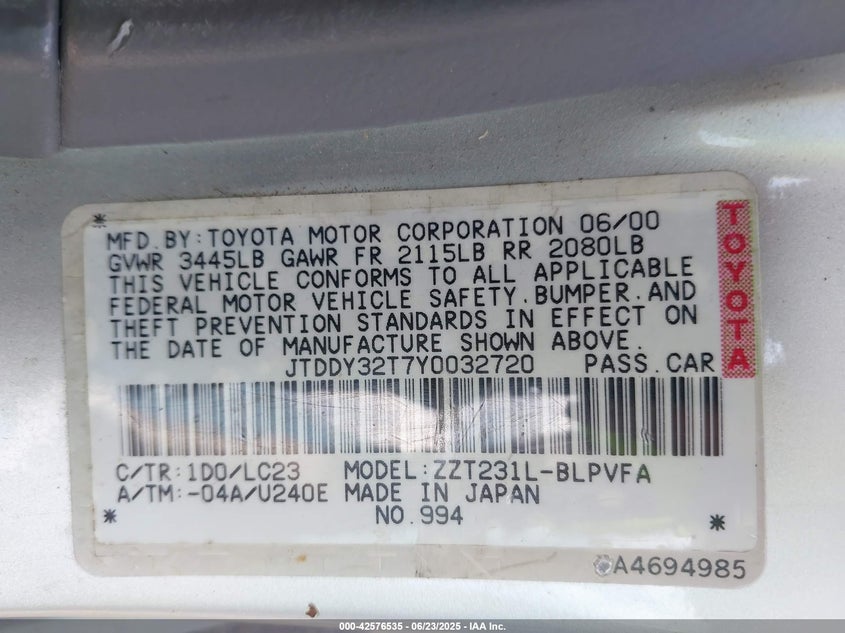 MFD.BY:TOYOTA MOTOR CORPORATION 06/00
GVWR 3445LB GAWR FR 2115LB RR 2080LB
THIS VEHICLE CONFORMS TO ALL APPLICABLE
FEDERAL MOTOR VEHICLE SAFETY.BUMPER.AND
THEFT PREVENTION STANDARDS IN EFFECT ON
THE DATE OF MANUFACTURE SHOWN ABOVE.
JTDDY32T7Y0032720 PASS.CAR
TOYOTA
C/TR:1D0/LC23 MODEL:ZZT231L-BLPVFA
A/TM:-04A/U240E MADE IN JAPAN
NO.994
A4694985
000-42576535 - 06/23/2025 - IAA Inc.